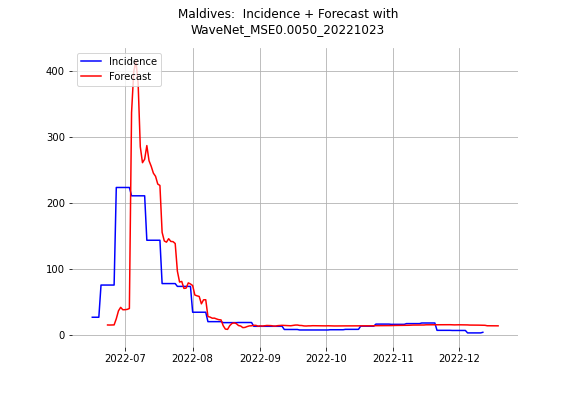 Maldives:  Incidence + Forecast with
WaveNet_MSE0.0050_20221023
Incidence
Forecast
400
300
200
100
0
2022-07 2022-08 2022-09 2022-10 2022-11 2022-12